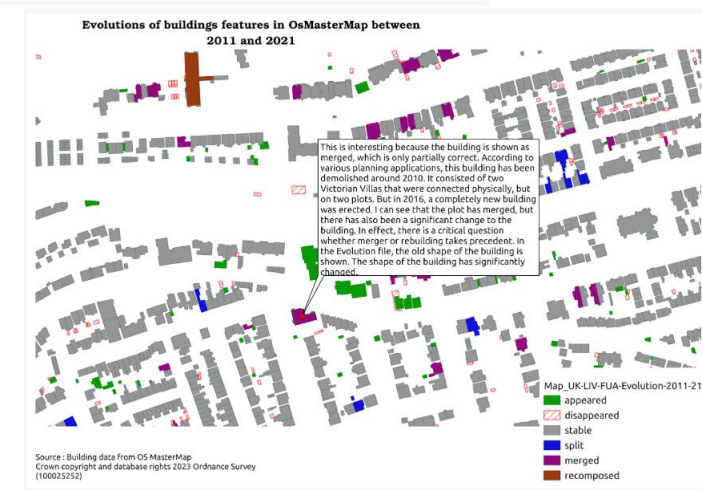 Evolutions of buildings features in OsMasterMap between
2011 and 2021
This is interesting because the building is shown as
merged, which is only partially correct. According to
various planning applications, this building has been
demolished around 2010. It consisted of two
Victorian Villas that were connected physically, but
on two plots. But in 2016, a completely new building
was erected. I can see that the plot has merged, but
there has also been a significant change to the
building. In effect, there is a critical question
whether merger or rebuilding takes precedent. In
the Evolution file, the old shape of the building is
shown. The shape of the building has significantly
changed.
Map_UK-LIV-FUA-Evolution-2011-21
appeared
disappeared
stable
split
merged
recomposed
Source : Building data from OS MasterMap
Crown copyright and database rights 2023 Ordnance Survey
(100025252)